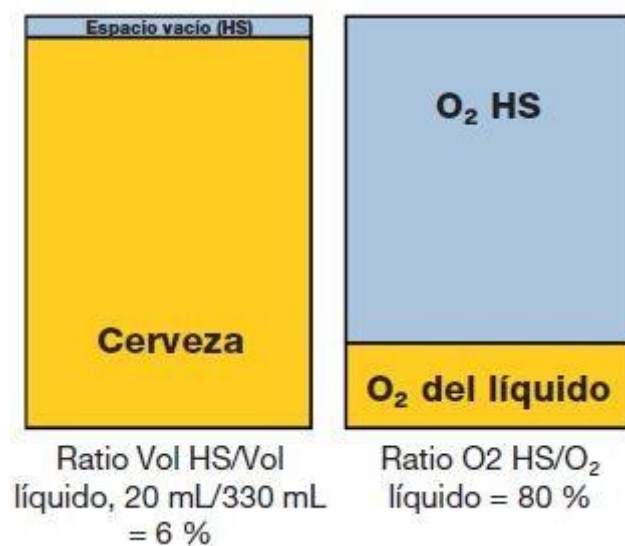 Espacio vacío (HS)
Cerveza
Ratio Vol HS/Vol
líquido, 20 mL/330 mL
= 6 %
O₂ HS
O₂ del líquido
Ratio O2 HS/O₂
líquido = 80 %